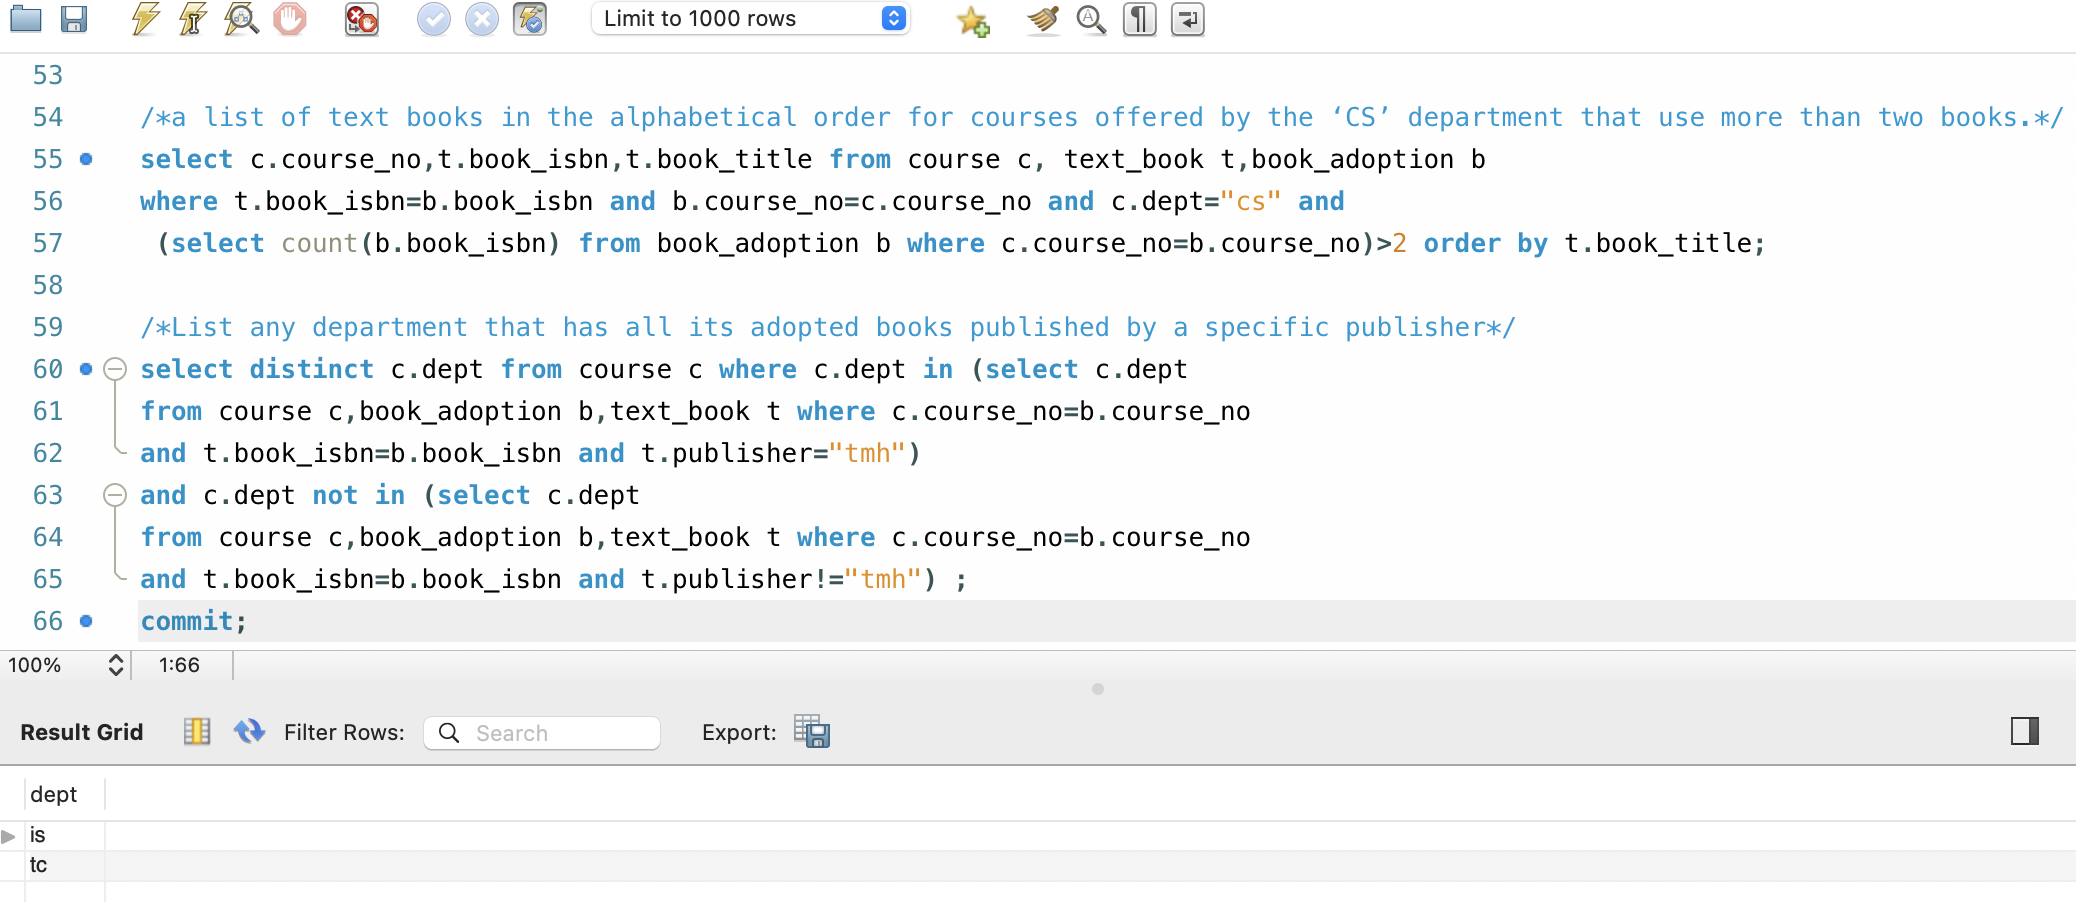 Limit to 1000 rows
53
54 /*a list of text books in the alphabetical order for courses offered by the ‘CS’ department that use more than two books.*/
55 select c.course_no,t.book_isbn,t.book_title from course c, text_book t,book_adoption b
56 where t.book_isbn=b.book_isbn and b.course_no=c.course_no and c.dept="cs" and
57 (select count(b.book_isbn) from book_adoption b where c.course_no=b.course_no)>2 order by t.book_title;
58
59 /*List any department that has all its adopted books published by a specific publisher*/
60 select distinct c.dept from course c where c.dept in (select c.dept
61 from course c,book_adoption b,text_book t where c.course_no=b.course_no
62 and t.book_isbn=b.book_isbn and t.publisher="tmh")
63 and c.dept not in (select c.dept
64 from course c,book_adoption b,text_book t where c.course_no=b.course_no
65 and t.book_isbn=b.book_isbn and t.publisher!="tmh") ;
66 commit;
100% 1:66
Result Grid Filter Rows: Search Export:
dept
is
tc